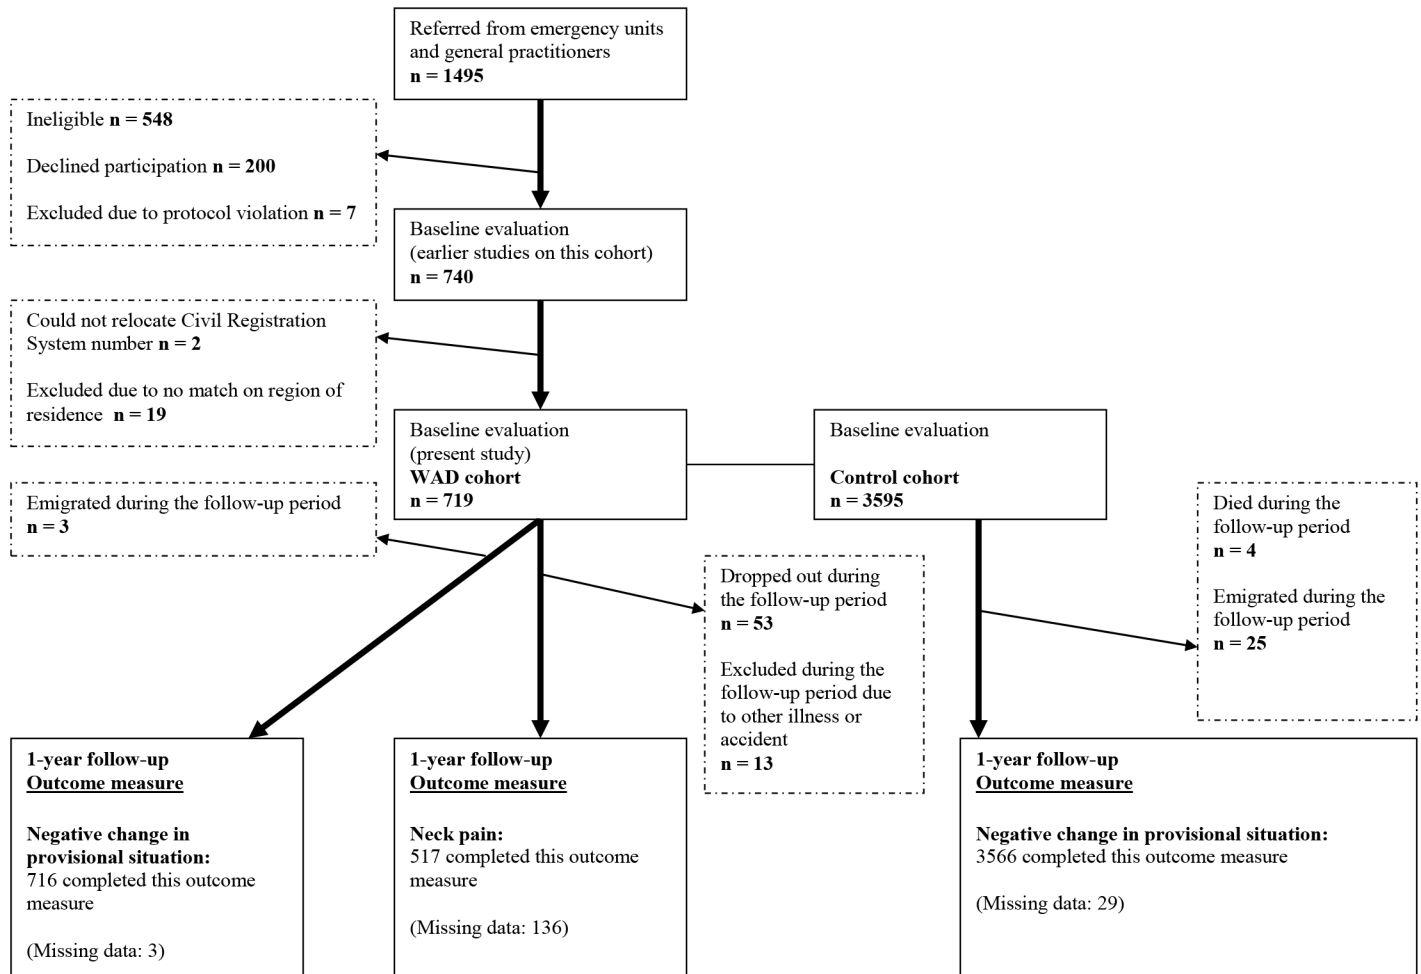 Referred from emergency units
and general practitioners
n = 1495
Ineligible n = 548
Declined participation n = 200
Excluded due to protocol violation n = 7
Baseline evaluation
(earlier studies on this cohort)
n = 740
Could not relocate Civil Registration
System number n = 2
Excluded due to no match on region of
residence n = 19
Baseline evaluation
(present study)
WAD cohort
n = 719
Baseline evaluation
Control cohort
n = 3595
Emigrated during the follow-up period
n = 3
Dropped out during
the follow-up period
n = 53
Excluded during the
follow-up period due
to other illness or
accident
n = 13
Died during the
follow-up period
n = 4
Emigrated during the
follow-up period
n = 25
1-year follow-up
Outcome measure
Negative change in
provisional situation:
716 completed this outcome
measure
(Missing data: 3)
1-year follow-up
Outcome measure
Neck pain:
517 completed this outcome
measure
(Missing data: 136)
1-year follow-up
Outcome measure
Negative change in provisional situation:
3566 completed this outcome measure
(Missing data: 29)